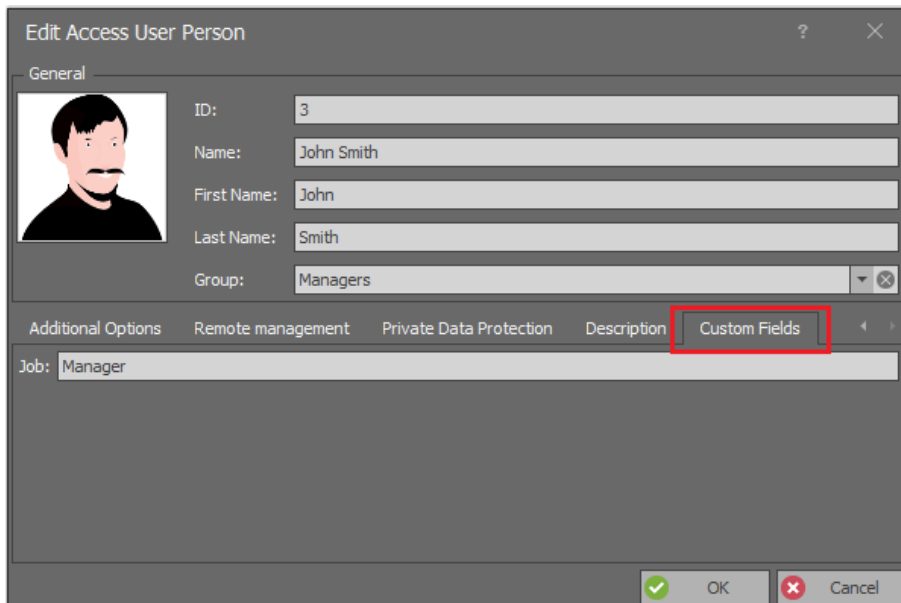 Edit Access User Person ?
General
ID: 3
Name: John Smith
First Name: John
Last Name: Smith
Group: Managers
Additional Options Remote management Private Data Protection Description Custom Fields
Job: Manager
OK Cancel